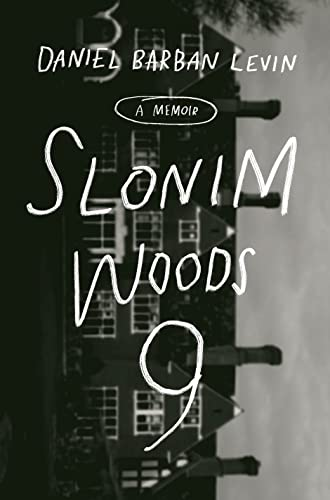 DANIEL BARBAN LEVIN
A MEMOIR
SLONIM
WOODS
9